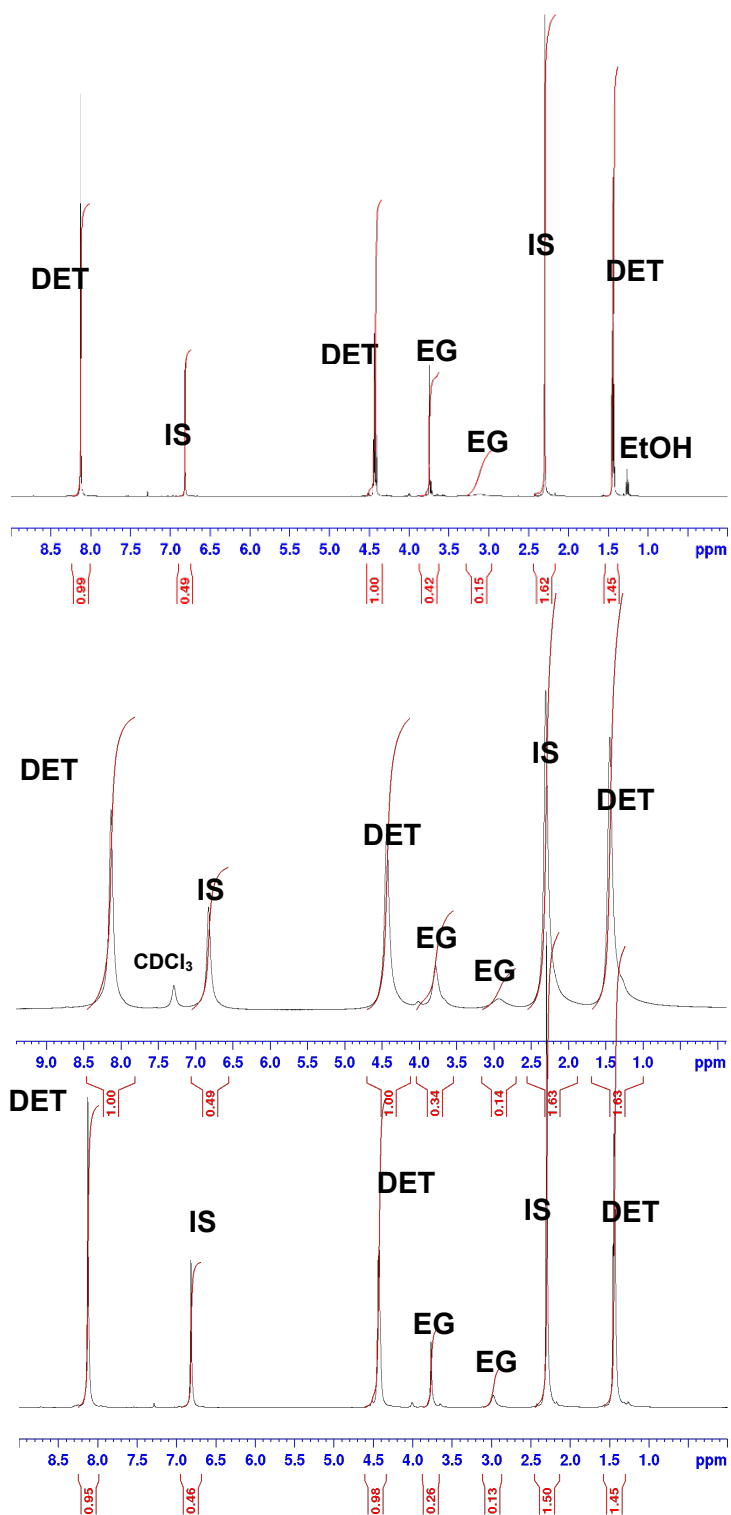 IS
DET
DET
DET
EG
IS
EG
EtOH
8.5 8.0 7.5 7.0 6.5 6.0 5.5 5.0 4.5 4.0 3.5 3.0 2.5 2.0 1.5 1.0 ppm
0.99 0.49 1.00 0.42 0.15 1.62 1.45
DET
IS
DET
DET
IS
EG
CDCl₃
EG
9.0 8.5 8.0 7.5 7.0 6.5 6.0 5.5 5.0 4.5 4.0 3.5 3.0 2.5 2.0 1.5 1.0 ppm
1.00 0.49 1.00 0.34 0.14 1.63 1.63
DET
DET
IS
DET
IS
EG
EG
8.5 8.0 7.5 7.0 6.5 6.0 5.5 5.0 4.5 4.0 3.5 3.0 2.5 2.0 1.5 1.0 ppm
0.95 0.46 0.98 0.26 0.13 1.50 1.45